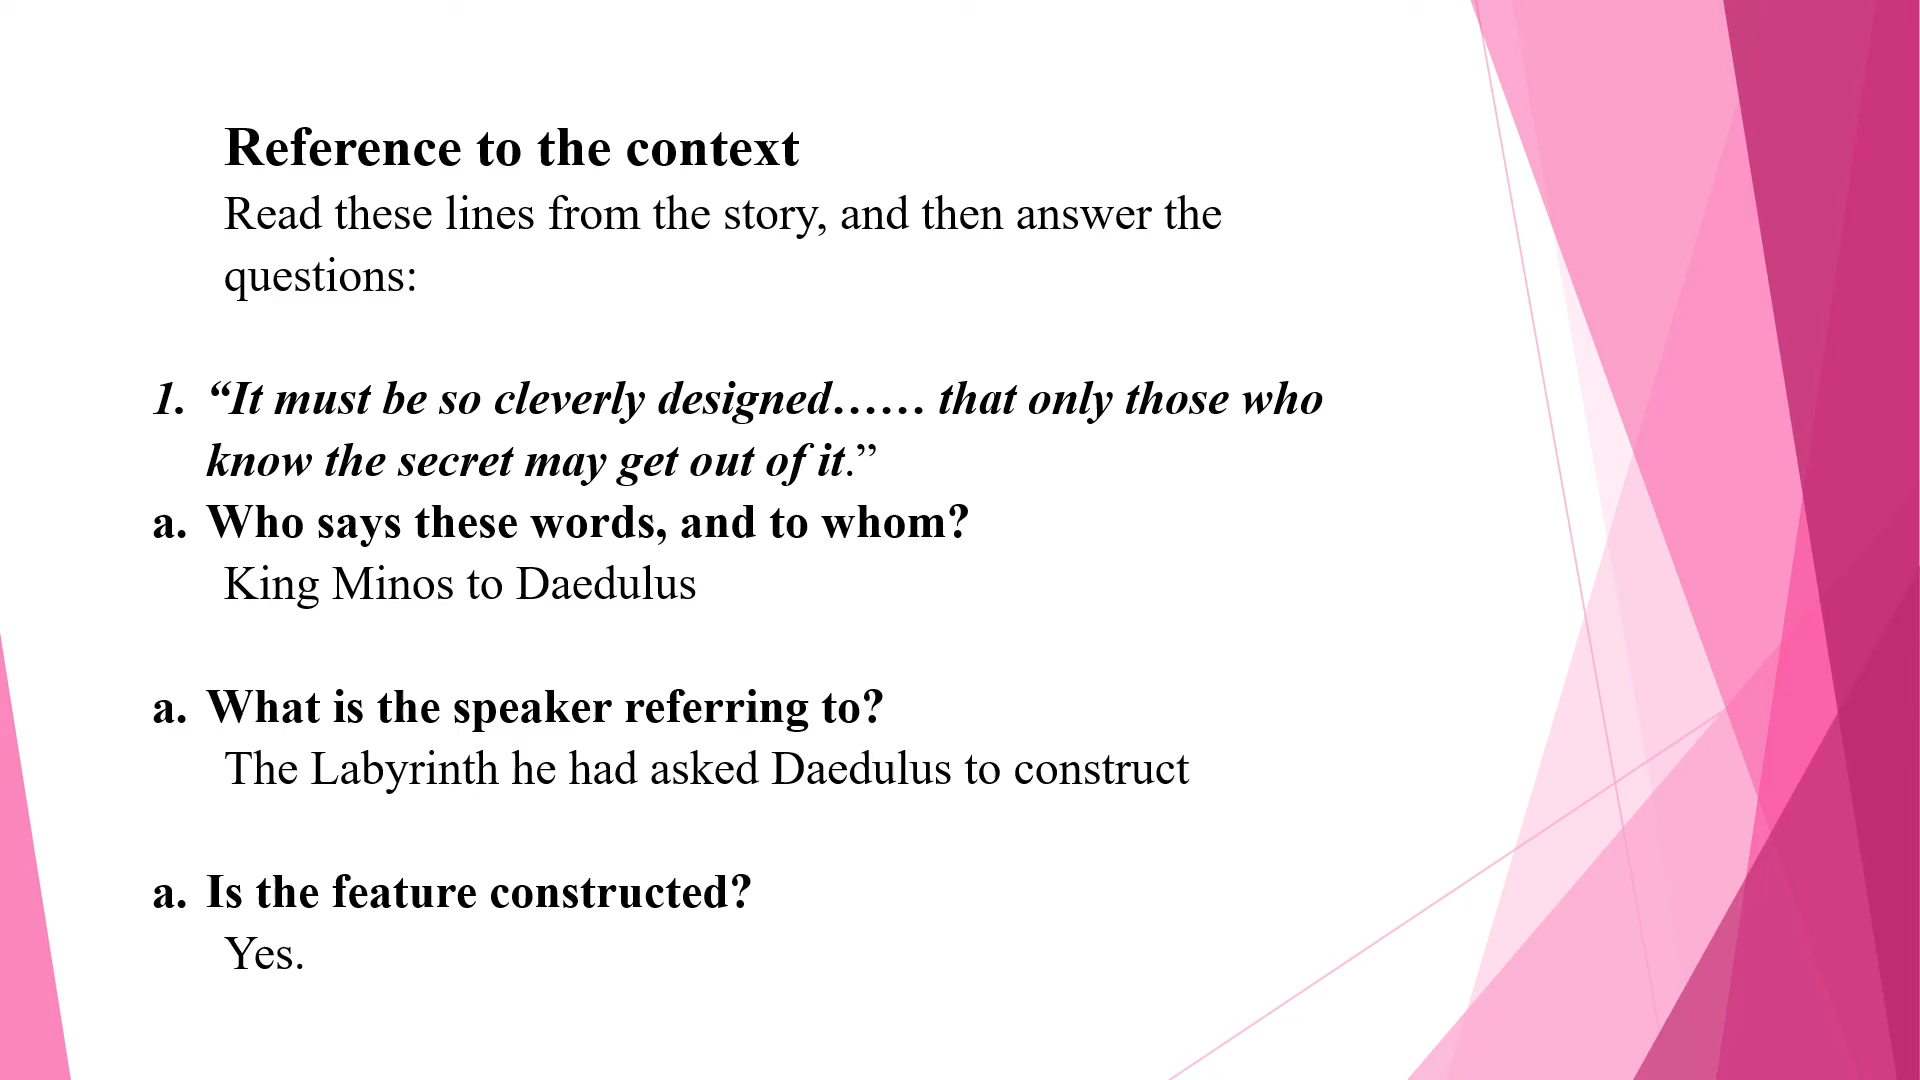 Reference to the context
Read these lines from the story, and then answer the
questions:
1. “It must be so cleverly designed…… that only those who
know the secret may get out of it.”
a. Who says these words, and to whom?
King Minos to Daedulus
a. What is the speaker referring to?
The Labyrinth he had asked Daedulus to construct
a. Is the feature constructed?
Yes.